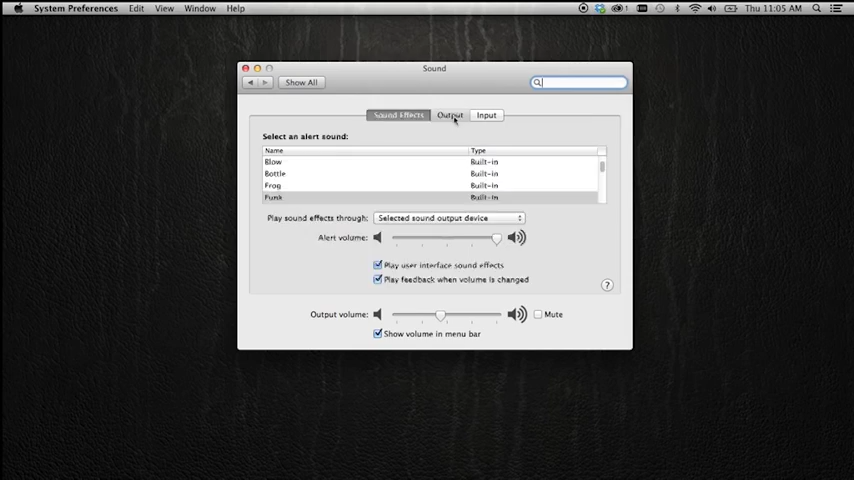 System Preferences Edit View Window Help 1 Thu 11:05 AM
Sound
Show All
Sound Effects Output Input
Select an alert sound:
Name Type
Blow Built-in
Bottle Built-in
Frog Built-in
Funk Built-in
Play sound effects through: Selected sound output device
Alert volume:
Play user interface sound effects
Play feedback when volume is changed
?
Output volume: Mute
Show volume in menu bar